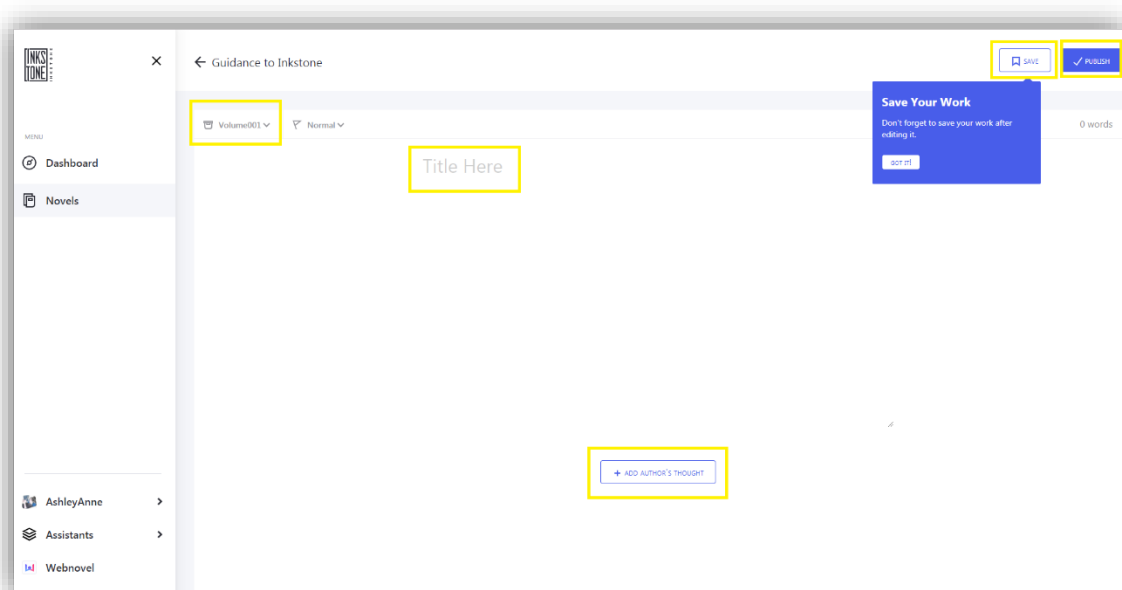 INKS
TONE
INKSTONE
Guidance to Inkstone
SAVE
PUBLISH
Save Your Work
Don't forget to save your work after
editing it.
GOT IT!
Volume001
Normal
0 words
Title Here
MENU
Dashboard
Novels
+ ADD AUTHOR'S THOUGHT
AshleyAnne
Assistants
Webnovel